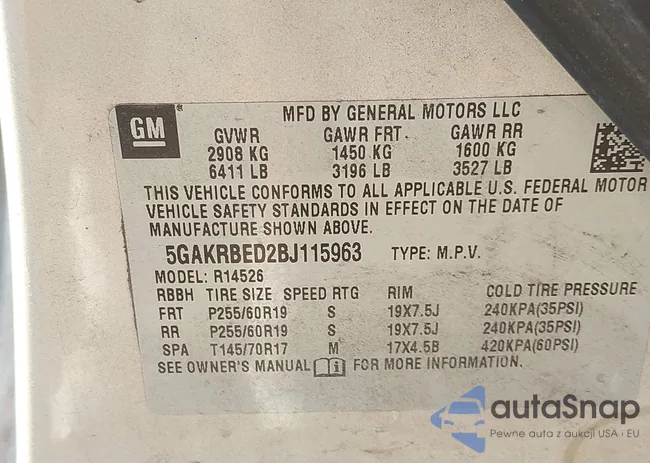 MFD BY GENERAL MOTORS LLC
GM
GVWR GAWR FRT GAWR RR
2908 KG 1450 KG 1600 KG
6411 LB 3196 LB 3527 LB
THIS VEHICLE CONFORMS TO ALL APPLICABLE U.S. FEDERAL MOTOR
VEHICLE SAFETY STANDARDS IN EFFECT ON THE DATE OF
MANUFACTURE SHOWN ABOVE.
5GAKRBED2BJ115963 TYPE: M.P.V.
MODEL: R14526
RBBH TIRE SIZE SPEED RTG RIM COLD TIRE PRESSURE
FRT P255/60R19 S 19X7.5J 240KPA(35PSI)
RR P255/60R19 S 19X7.5J 240KPA(35PSI)
SPA T145/70R17 M 17X4.5B 420KPA(60PSI)
SEE OWNER'S MANUAL FOR MORE INFORMATION.
autaSnap
Pewne auta z aukcji USA i EU